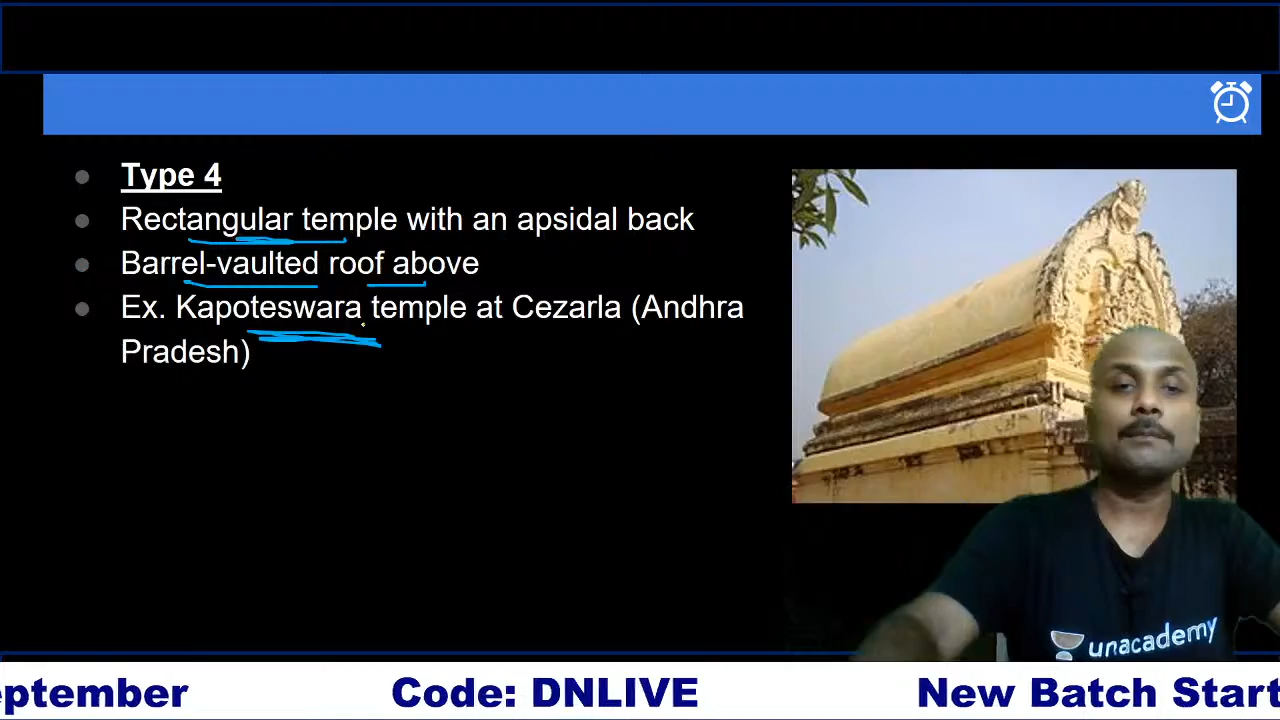 Type 4
Rectangular temple with an apsidal back
Barrel-vaulted roof above
Ex. Kapoteswara temple at Cezarla (Andhra
Pradesh)
unacademy
eptember Code: DNLIVE New Batch Start